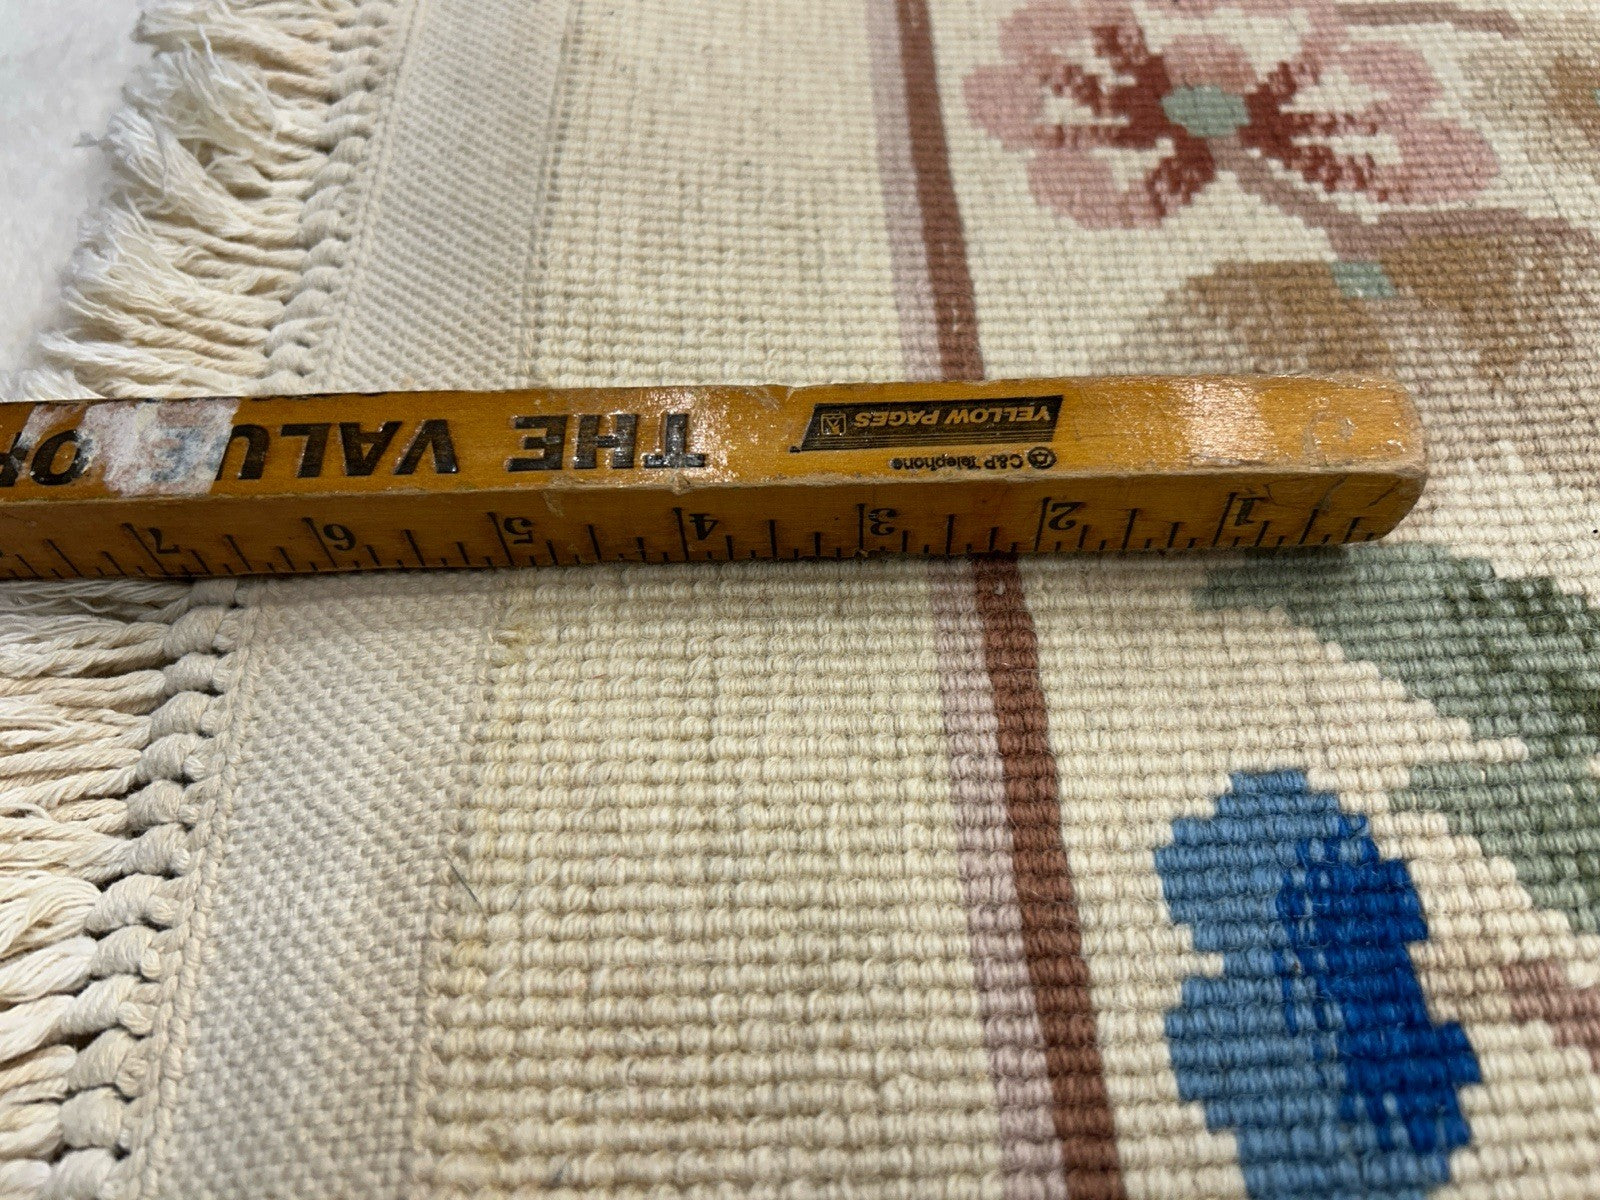 YELLOW PAGES
© C&P Telephone
THE VALUE OF
1 2 3 4 5 6 7